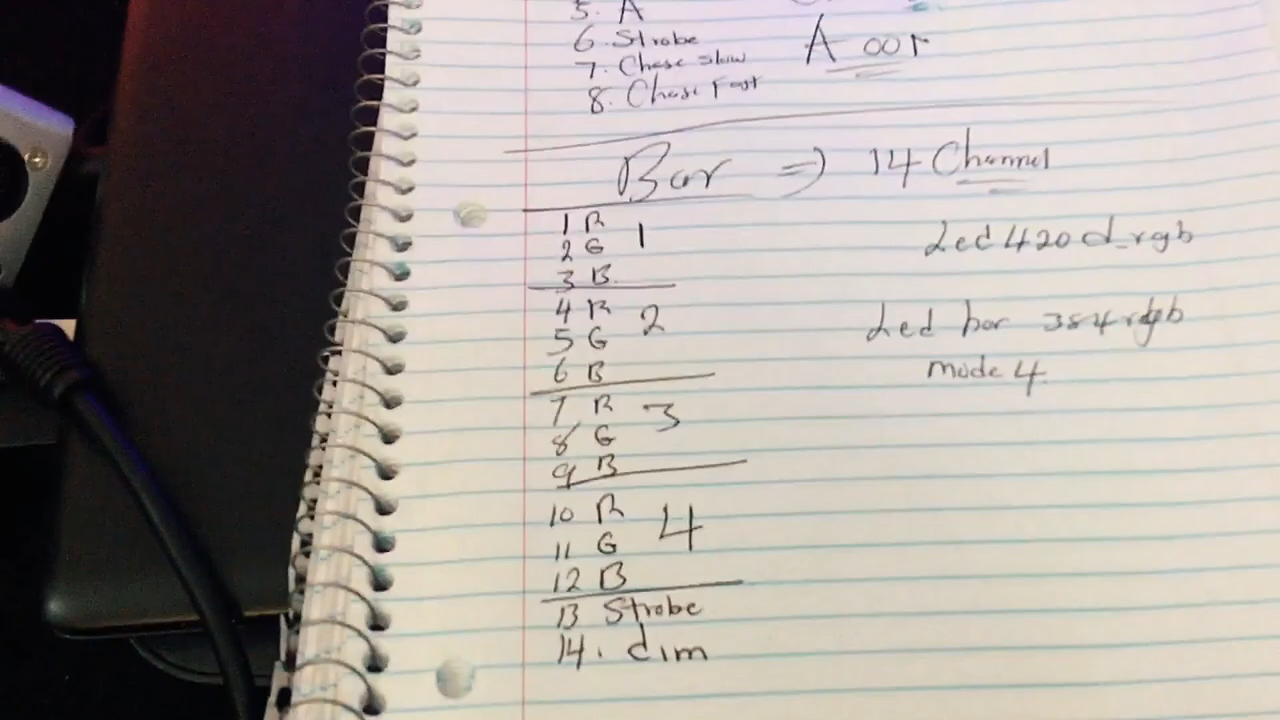 5. A
6. Strobe
7. Chase slow
8. Chase Fast
A 001
Bar => 14 Channel
1 R
2 G 1
3 B
4 R
5 G 2
6 B
7 R
8 G 3
9 B
10 R
11 G 4
12 B
13 Strobe
14. dim
Led 420 d_rgb
Led bar 384 rgb
mode 4